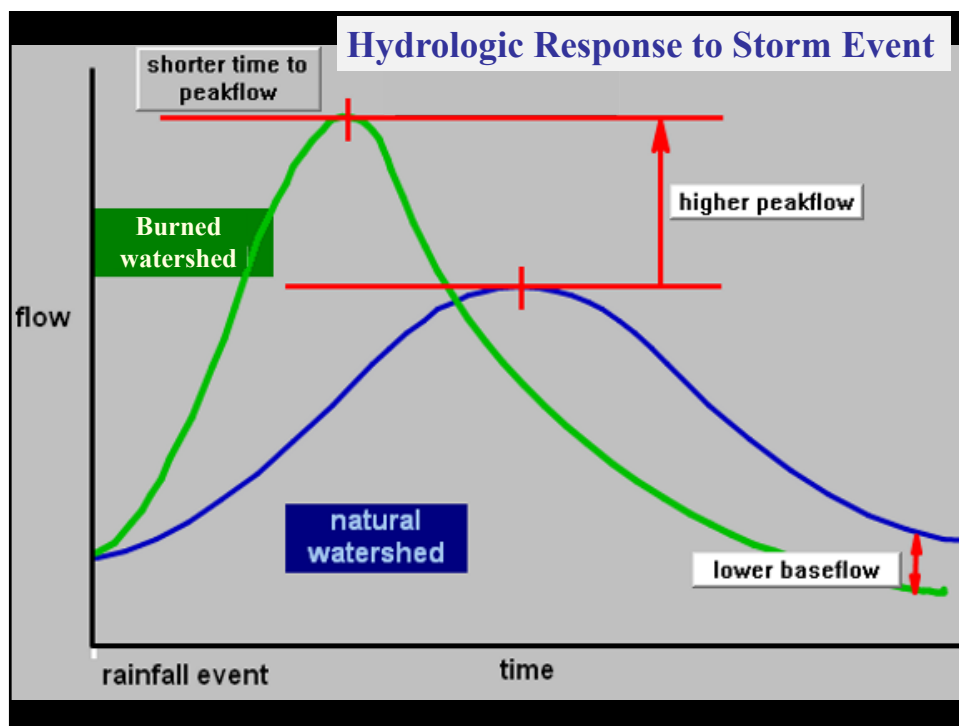 Hydrologic Response to Storm Event
shorter time to
peakflow
higher peakflow
Burned
watershed
flow
natural
watershed
lower baseflow
rainfall event
time